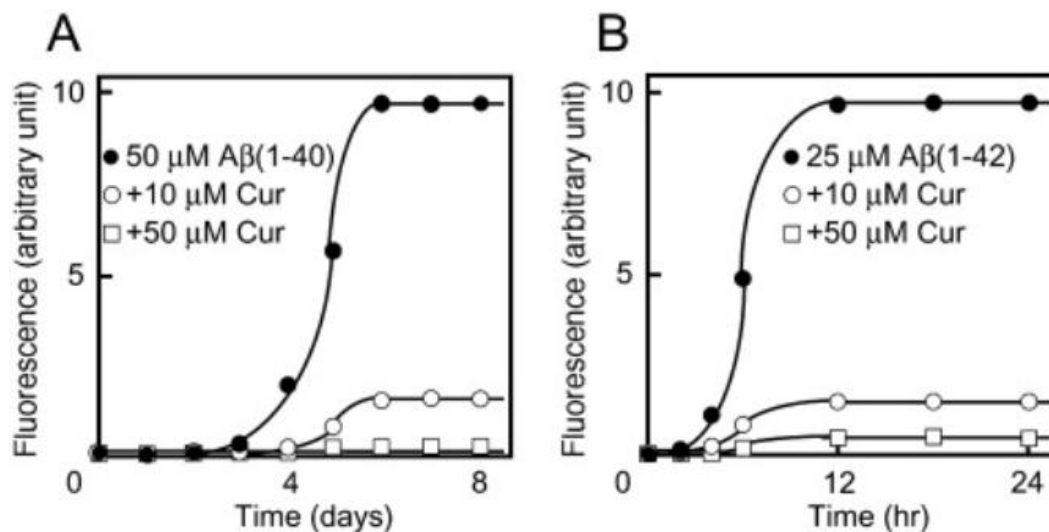 A
Fluorescence (arbitrary unit)
10
5
0
● 50 μM Aβ(1-40)
○ +10 μM Cur
□ +50 μM Cur
4
8
Time (days)
B
Fluorescence (arbitrary unit)
10
5
0
● 25 μM Aβ(1-42)
○ +10 μM Cur
□ +50 μM Cur
12
24
Time (hr)